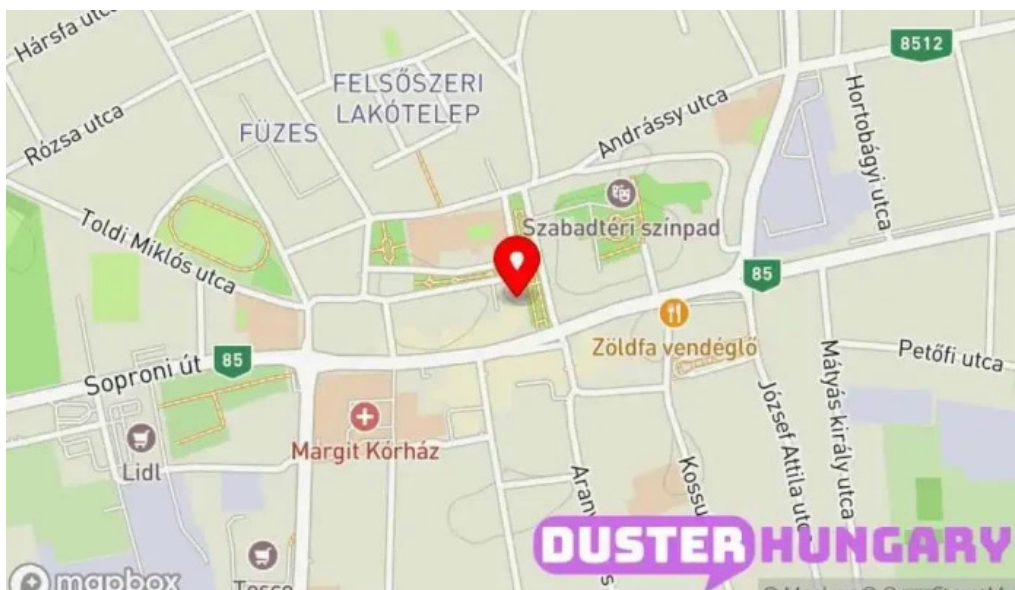 Hársfa utca
8512
FELSŐSZERI
LAKÓTELEP
Andrássy utca
Hortobágyi utca
Rózsa utca
FÜZES
Szabadtéri színpad
Toldi Miklós utca
85
Zöldfa vendéglő
Petőfi utca
Soproni út
85
Mátyás király utca
József Attila utca
Margit Kórház
Lidl
Kossu
Arany
DUSTER HUNGARY
Tesco
mapbox